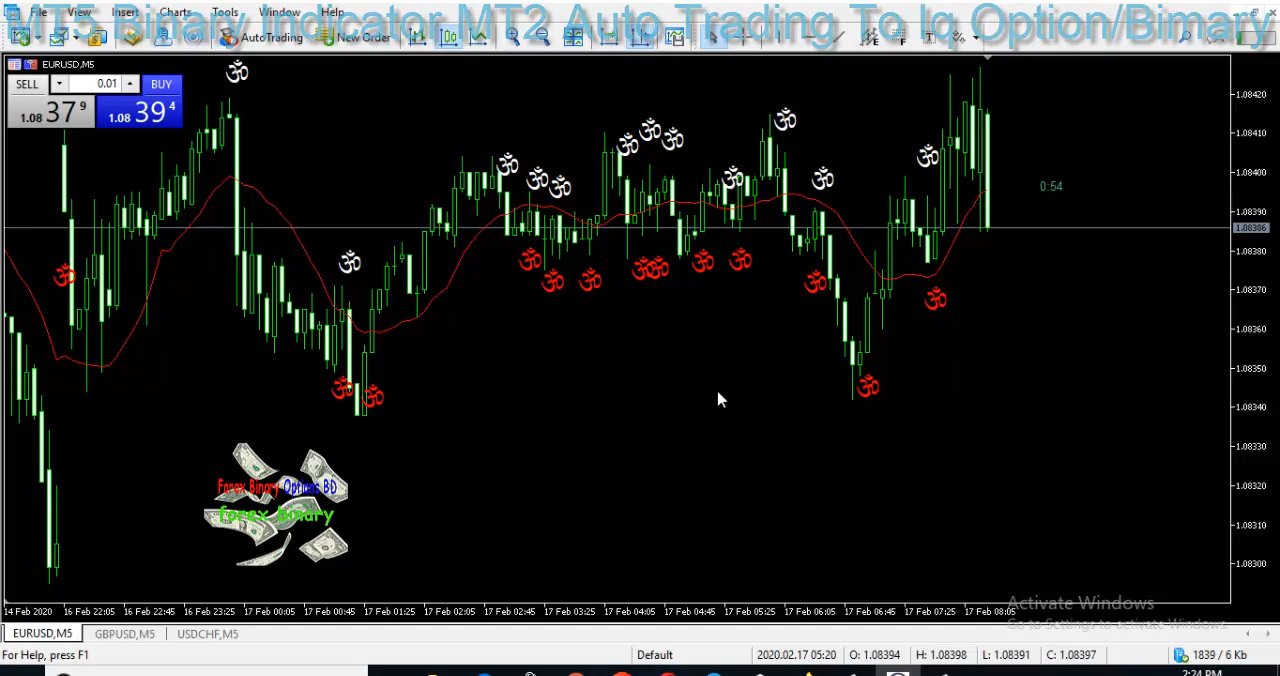 MT5 Binary Indicator MT2 Auto Trading To Iq Option/Bimary
File View Insert Charts Tools Window Help
AutoTrading New Order
EURUSD,M5
SELL 0.01 BUY
1.08 37 9 1.08 39 4
ॐ
1.08420
1.08400
1.08390
1.08386
1.08380
1.08370
1.08360
1.08350
1.08340
1.08330
1.08320
1.08310
1.08300
0:54
Forex Binary Options BD
forex binary
14 Feb 2020 16 Feb 22:05 16 Feb 22:45 16 Feb 23:25 17 Feb 00:05 17 Feb 00:45 17 Feb 01:25 17 Feb 02:05 17 Feb 02:45 17 Feb 03:25 17 Feb 04:05 17 Feb 04:45 17 Feb 05:25 17 Feb 06:05 17 Feb 06:45 17 Feb 07:25 17 Feb 08:05
Activate Windows
Go to Settings to activate Windows.
EURUSD,M5 GBPUSD,M5 USDCHF,M5
For Help, press F1 Default 2020.02.17 05:20 O: 1.08394 H: 1.08398 L: 1.08391 C: 1.08397 1839 / 6 Kb
2:24 PM